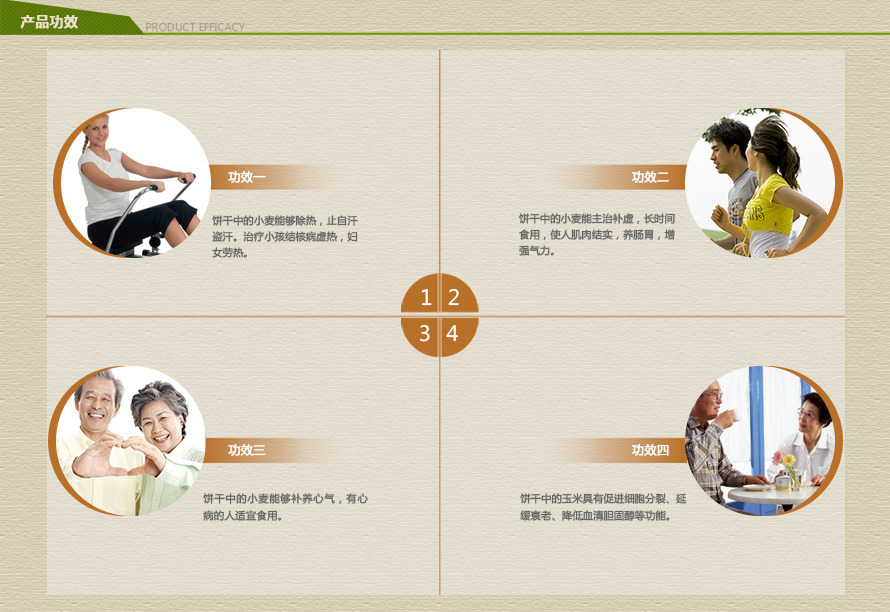 产品功效
PRODUCT EFFICACY
功效一
饼干中的小麦能够除热，止自汗
盗汗。治疗小孩结核病虚热，妇
女劳热。
功效二
饼干中的小麦能主治补虚，长时间
食用，使人肌肉结实，养肠胃，增
强气力。
1 2
3 4
功效三
饼干中的小麦能够补养心气，有心
病的人适宜食用。
功效四
饼干中的玉米具有促进细胞分裂、延
缓衰老、降低血清胆固醇等功能。